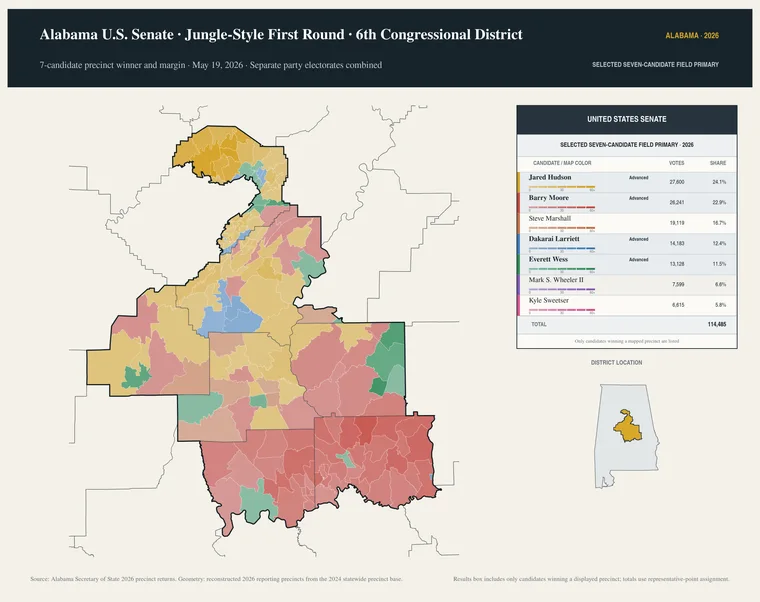 Alabama U.S. Senate · Jungle-Style First Round · 6th Congressional District
ALABAMA · 2026
7-candidate precinct winner and margin · May 19, 2026 · Separate party electorates combined
SELECTED SEVEN-CANDIDATE FIELD PRIMARY
UNITED STATES SENATE
SELECTED SEVEN-CANDIDATE FIELD PRIMARY · 2026
CANDIDATE / MAP COLOR VOTES SHARE
Jared Hudson Advanced 27,600 24.1%
Barry Moore Advanced 26,241 22.9%
Steve Marshall 19,119 16.7%
Dakarai Larriett Advanced 14,183 12.4%
Everett Wess Advanced 13,128 11.5%
Mark S. Wheeler II 7,599 6.6%
Kyle Sweetser 6,615 5.8%
TOTAL 114,485
Only candidates winning a mapped precinct are listed
DISTRICT LOCATION
Source: Alabama Secretary of State 2026 precinct returns. Geometry: reconstructed 2026 reporting precincts from the 2024 statewide precinct base.
Results box includes only candidates winning a displayed precinct; totals use representative-point assignment.